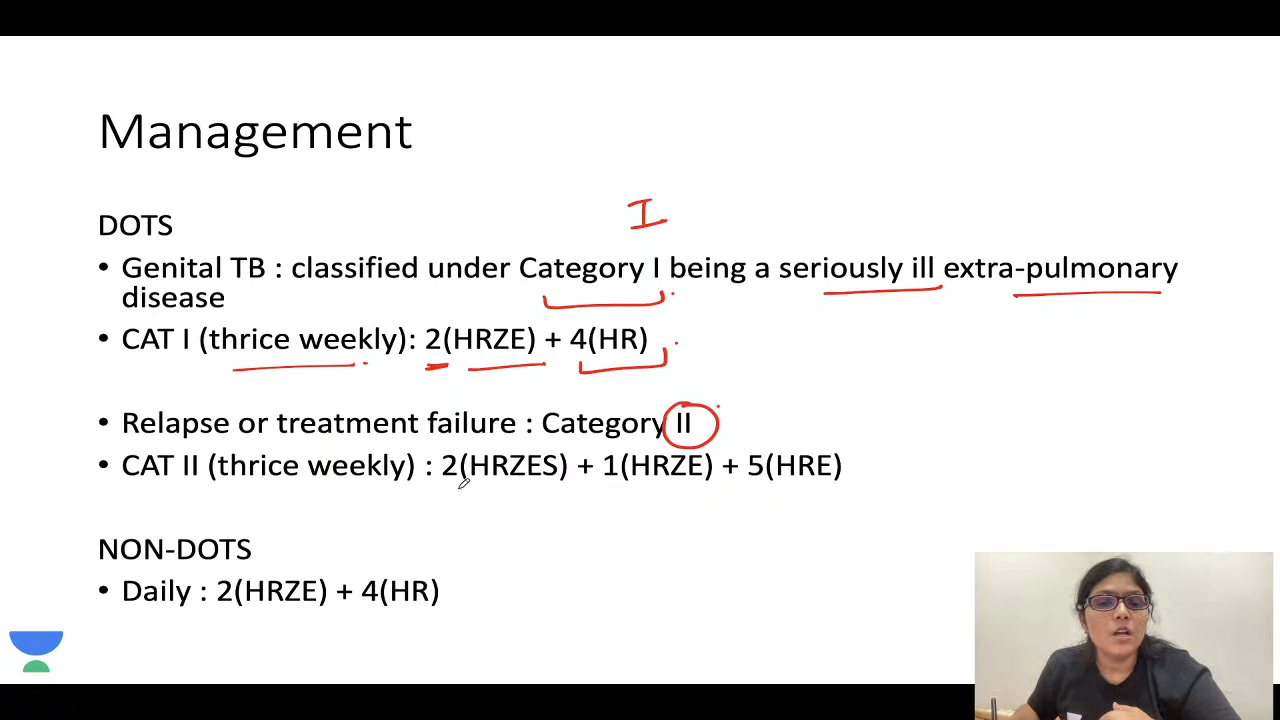 Management
I
DOTS
• Genital TB : classified under Category I being a seriously ill extra-pulmonary
disease
• CAT I (thrice weekly): 2(HRZE) + 4(HR)
• Relapse or treatment failure : Category II
• CAT II (thrice weekly) : 2(HRZES) + 1(HRZE) + 5(HRE)
NON-DOTS
• Daily : 2(HRZE) + 4(HR)